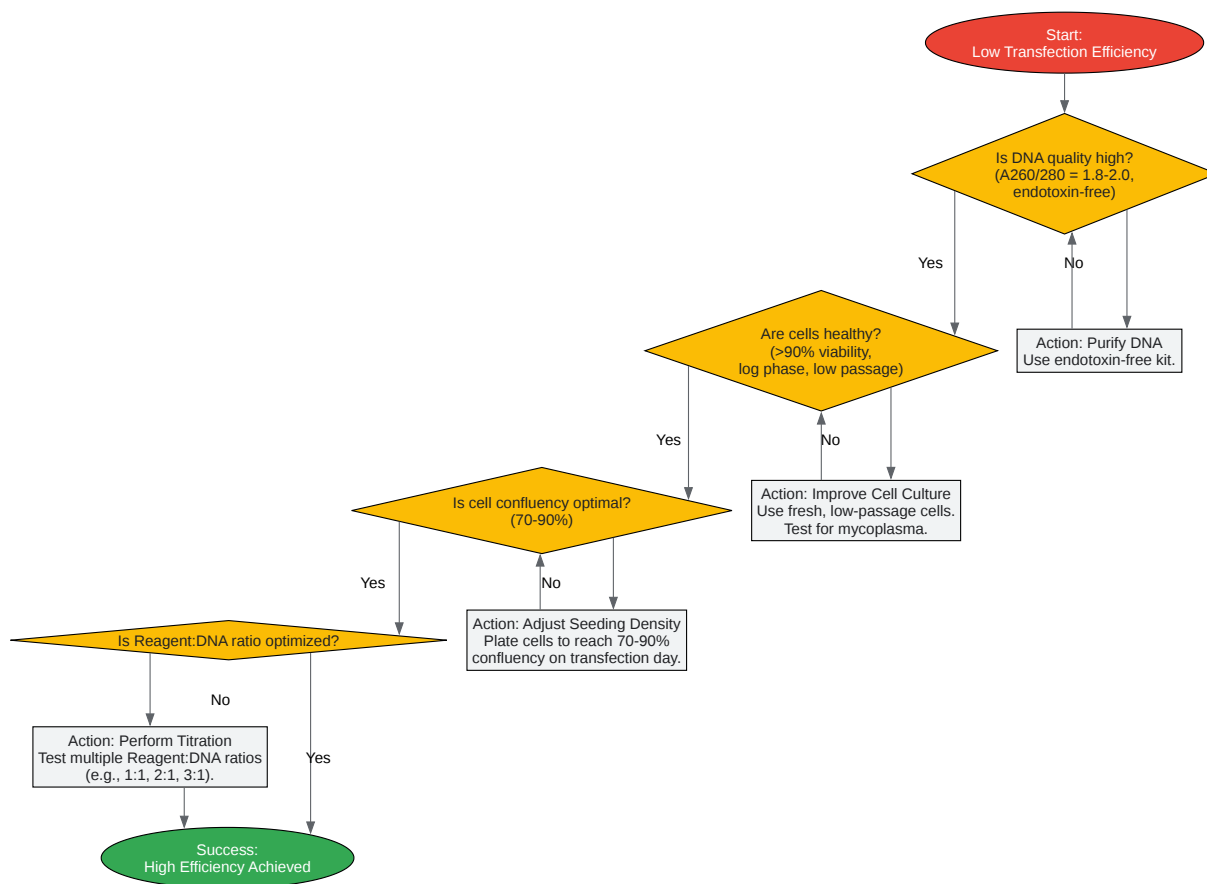 Start:
Low Transfection Efficiency
Is DNA quality high?
(A260/280 = 1.8-2.0,
endotoxin-free)
Yes
No
Action: Purify DNA
Use endotoxin-free kit.
Are cells healthy?
(>90% viability,
log phase, low passage)
Yes
No
Action: Improve Cell Culture
Use fresh, low-passage cells.
Test for mycoplasma.
Is cell confluency optimal?
(70-90%)
Yes
No
Action: Adjust Seeding Density
Plate cells to reach 70-90%
confluency on transfection day.
Is Reagent:DNA ratio optimized?
No
Yes
Action: Perform Titration
Test multiple Reagent:DNA ratios
(e.g., 1:1, 2:1, 3:1).
Success:
High Efficiency Achieved